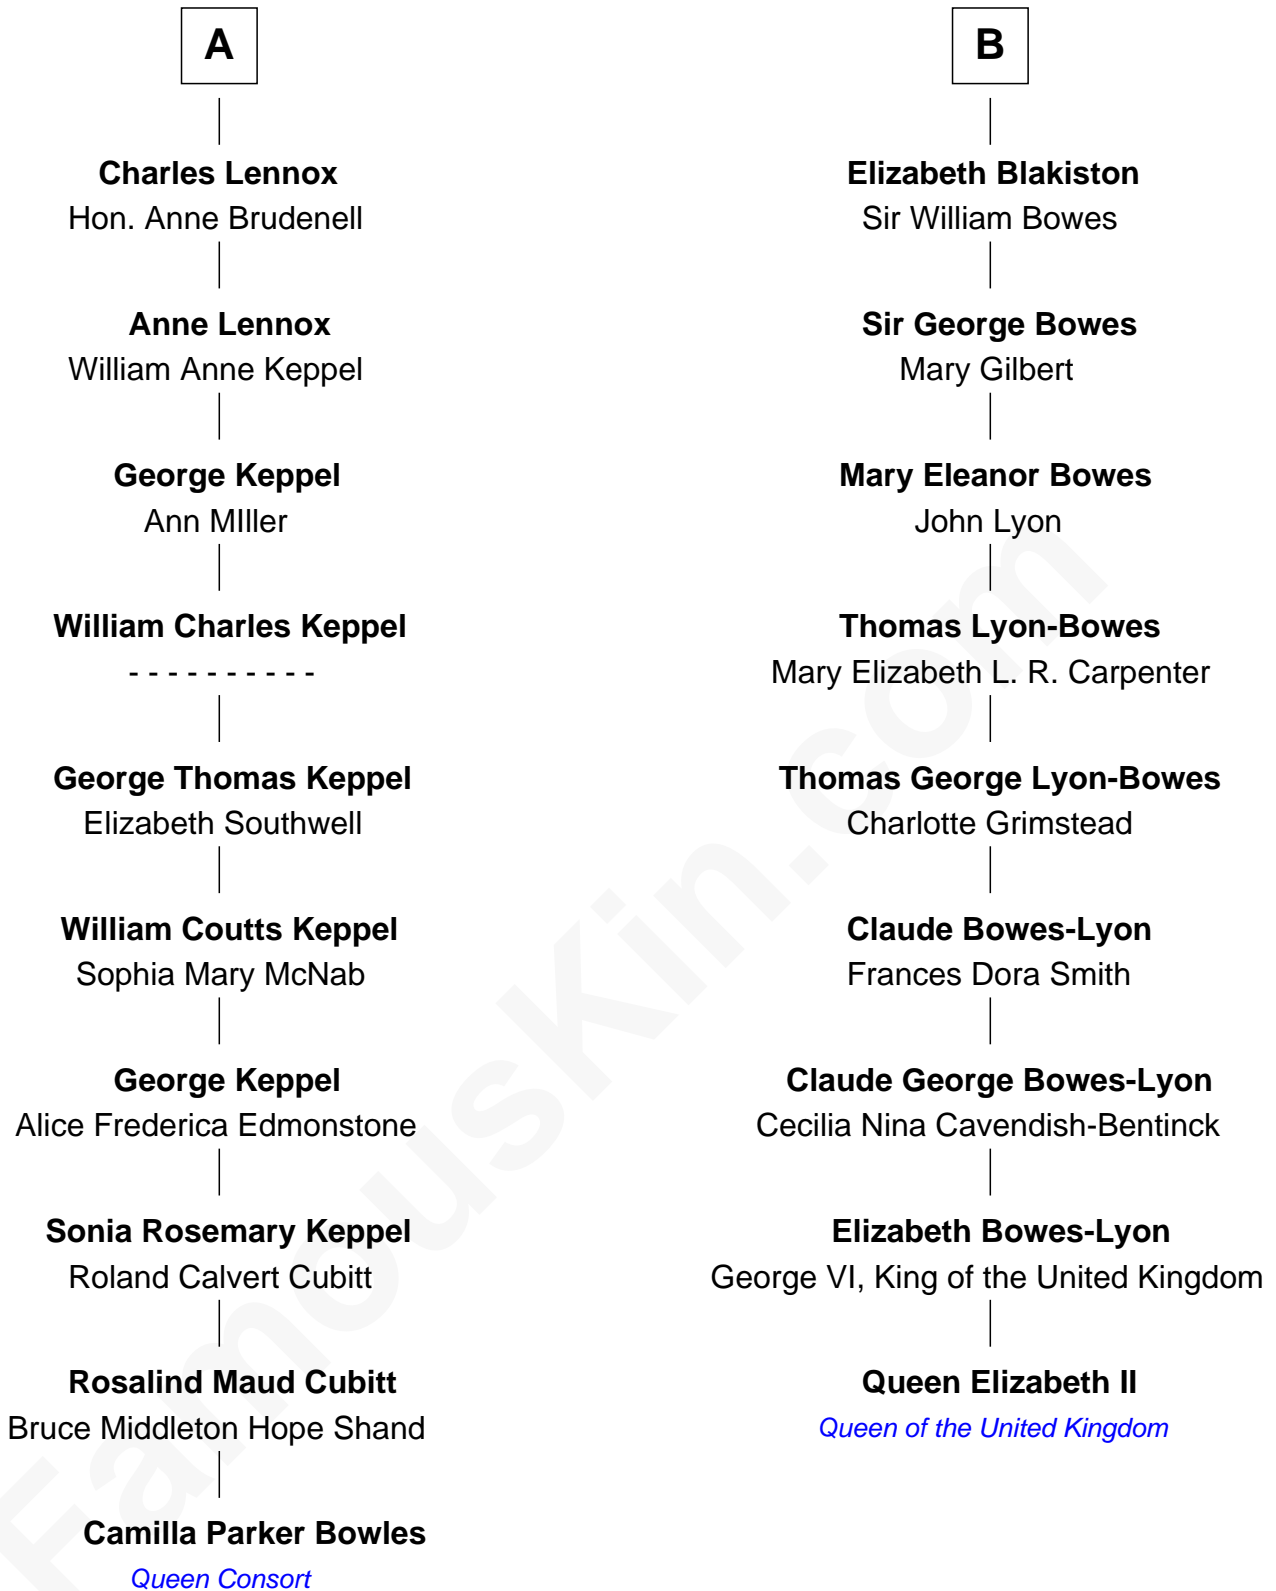 A
Charles Lennox
Hon. Anne Brudenell
Anne Lennox
William Anne Keppel
George Keppel
Ann MIller
William Charles Keppel
- - - - - - - - - -
George Thomas Keppel
Elizabeth Southwell
William Coutts Keppel
Sophia Mary McNab
George Keppel
Alice Frederica Edmonstone
Sonia Rosemary Keppel
Roland Calvert Cubitt
Rosalind Maud Cubitt
Bruce Middleton Hope Shand
Camilla Parker Bowles
Queen Consort
B
Elizabeth Blakiston
Sir William Bowes
Sir George Bowes
Mary Gilbert
Mary Eleanor Bowes
John Lyon
Thomas Lyon-Bowes
Mary Elizabeth L. R. Carpenter
Thomas George Lyon-Bowes
Charlotte Grimstead
Claude Bowes-Lyon
Frances Dora Smith
Claude George Bowes-Lyon
Cecilia Nina Cavendish-Bentinck
Elizabeth Bowes-Lyon
George VI, King of the United Kingdom
Queen Elizabeth II
Queen of the United Kingdom
FamousKin.com